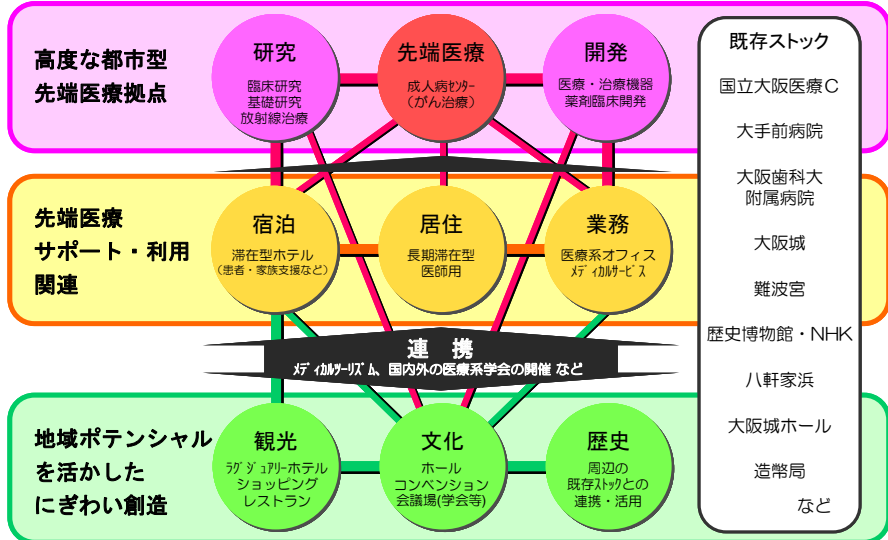 高度な都市型
先端医療拠点
研究
臨床研究
基礎研究
放射線治療
先端医療
成人病ｾﾝﾀｰ
（がん治療）
開発
医療・治療機器
薬剤臨床開発
先端医療
サポート・利用
関連
宿泊
滞在型ホテル
（患者・家族支援など）
居住
長期滞在型
医師用
業務
医療系オフィス
ﾒﾃﾞｨｶﾙｻｰﾋﾞｽ
連 携
ﾒﾃﾞｨｶﾙﾂｰﾘｽﾞﾑ、国内外の医療系学会の開催 など
地域ポテンシャル
を活かした
にぎわい創造
観光
ﾗｸﾞｼﾞｭｱﾘｰホテル
ショッピング
レストラン
文化
ホール
コンベンション
会議場(学会等)
歴史
周辺の
既存ｽﾄｯｸとの
連携・活用
既存ストック
国立大阪医療Ｃ
大手前病院
大阪歯科大
附属病院
大阪城
難波宮
歴史博物館・NHK
八軒家浜
大阪城ホール
造幣局
など